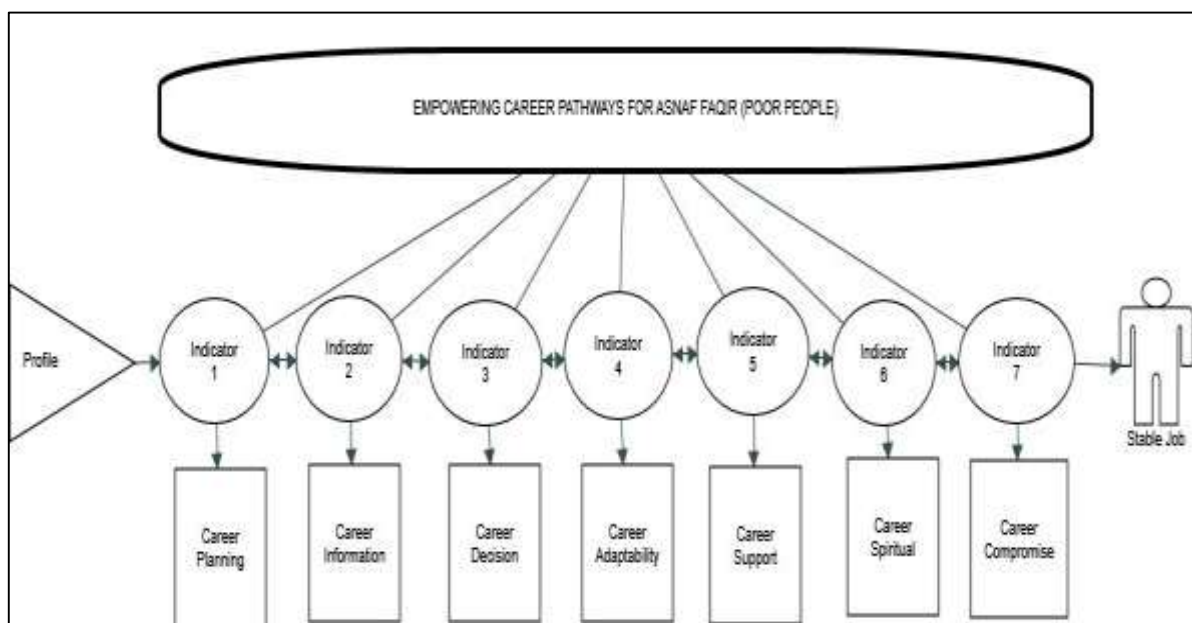 EMPOWERING CAREER PATHWAYS FOR ASNAF FAQIR (POOR PEOPLE)
Profile
Indicator
1
Indicator
2
Indicator
3
Indicator
4
Indicator
5
Indicator
6
Indicator
7
Stable Job
Career
Planning
Career
Information
Career
Decision
Career
Adaptability
Career
Support
Career
Spiritual
Career
Compromise